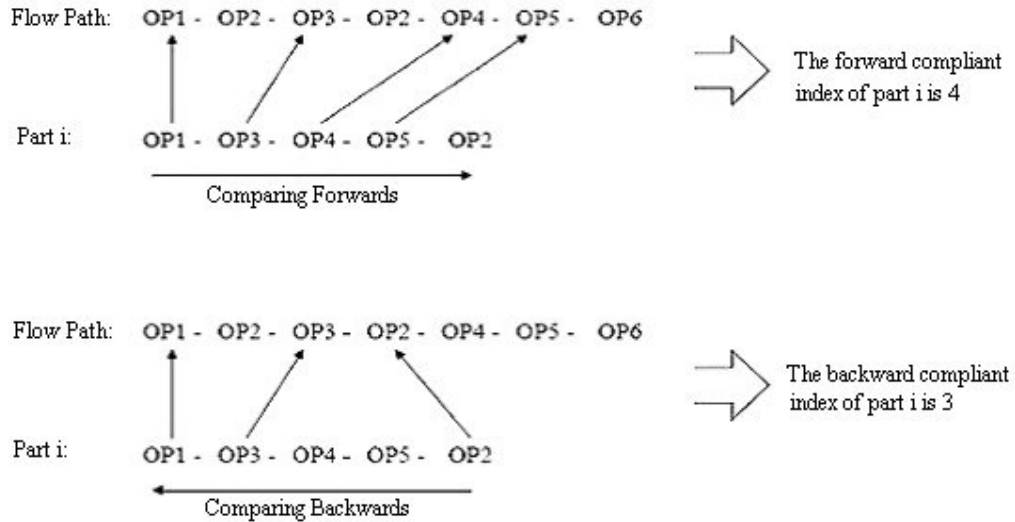 Flow Path: OP1 - OP2 - OP3 - OP2 - OP4 - OP5 - OP6
The forward compliant
index of part i is 4
Part i: OP1 - OP3 - OP4 - OP5 - OP2
Comparing Forwards
Flow Path: OP1 - OP2 - OP3 - OP2 - OP4 - OP5 - OP6
The backward compliant
index of part i is 3
Part i: OP1 - OP3 - OP4 - OP5 - OP2
Comparing Backwards